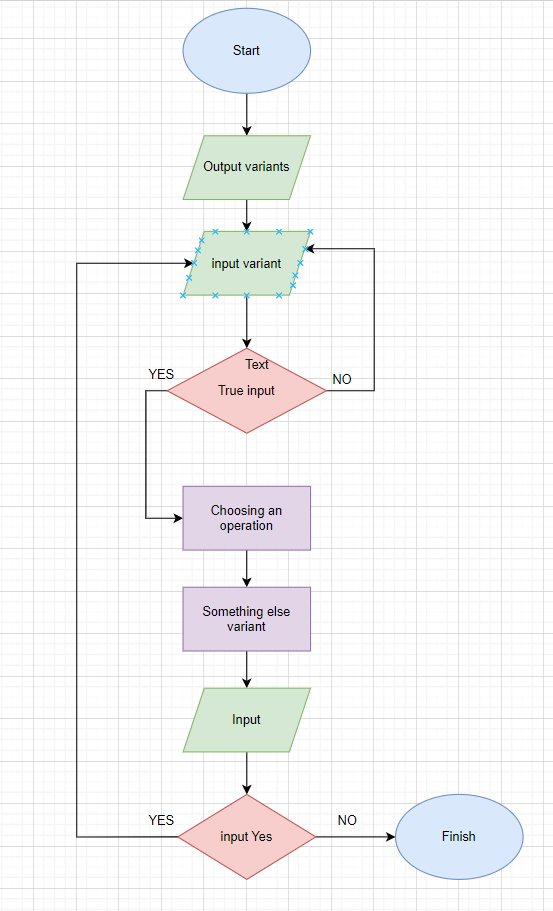 Start
Output variants
input variant
Text
YES
NO
True input
Choosing an
operation
Something else
variant
Input
YES
NO
input Yes
Finish